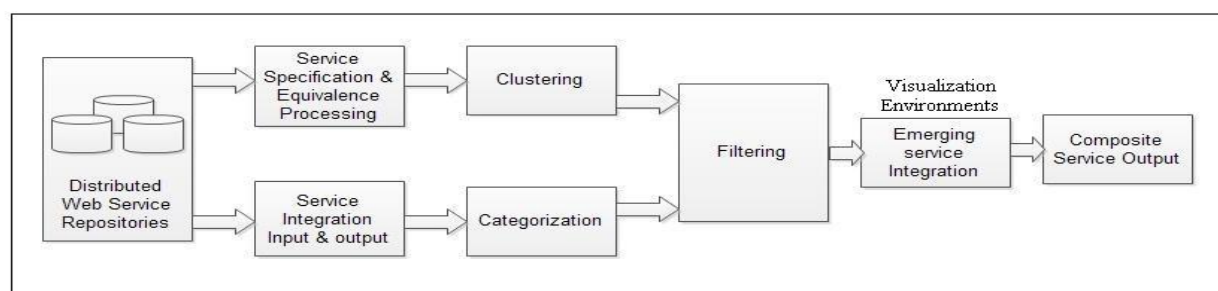 Distributed
Web Service
Repositories
Service
Specification &
Equivalence
Processing
Clustering
Service
Integration
Input & output
Categorization
Filtering
Visualization
Environments
Emerging
service
Integration
Composite
Service Output